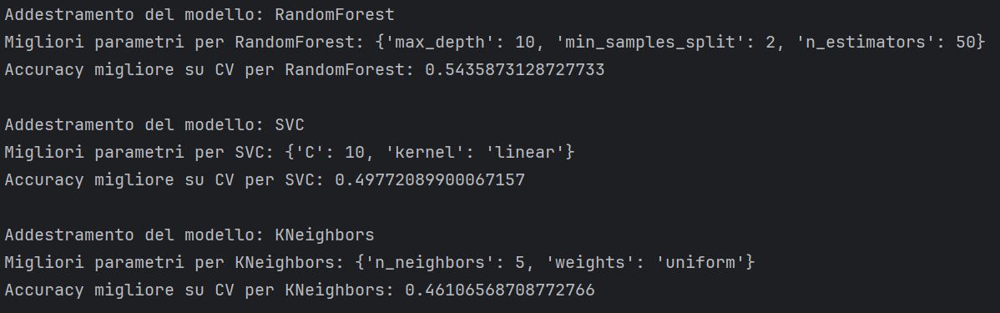 Addestramento del modello: RandomForest
Migliori parametri per RandomForest: {'max_depth': 10, 'min_samples_split': 2, 'n_estimators': 50}
Accuracy migliore su CV per RandomForest: 0.5435873128727733
Addestramento del modello: SVC
Migliori parametri per SVC: {'C': 10, 'kernel': 'linear'}
Accuracy migliore su CV per SVC: 0.49772089900067157
Addestramento del modello: KNeighbors
Migliori parametri per KNeighbors: {'n_neighbors': 5, 'weights': 'uniform'}
Accuracy migliore su CV per KNeighbors: 0.46106568708772766